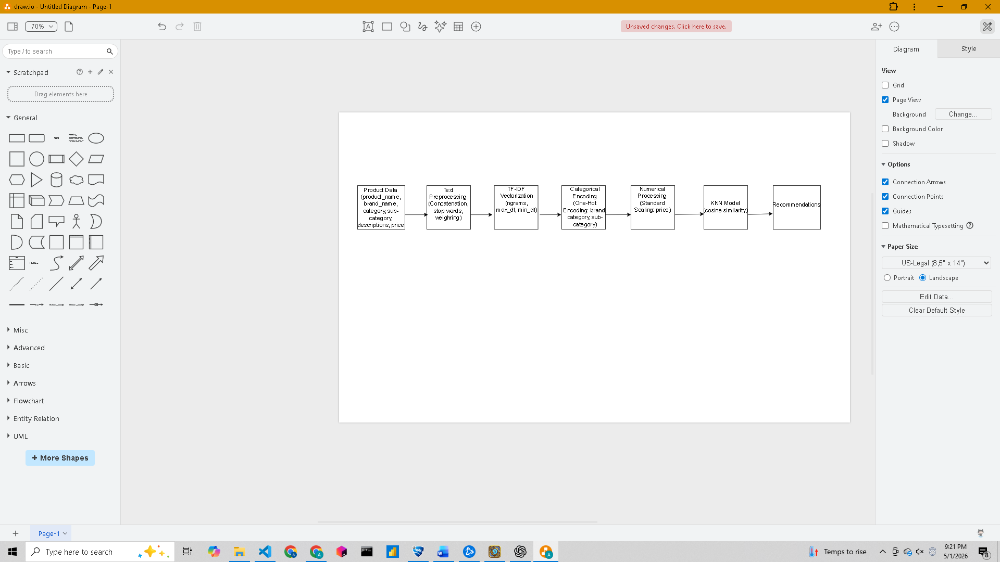 draw.io - Untitled Diagram - Page-1
70%
Unsaved changes. Click here to save.
Type / to search
Scratchpad
Drag elements here
General
Text
Heading
Misc
Advanced
Basic
Arrows
Flowchart
Entity Relation
UML
+ More Shapes
Product Data
(product_name,
brand_name,
category, sub-
category,
descriptions, price
Text
Preprocessing
(Concatenation,
stop words,
weighring)
TF-IDF
Vectorization
(ngrams,
max_df, min_df)
Categorical
Encoding
(One-Hot
Encoding: brand,
category, sub-
category)
Numerical
Processing
(Standard
Scaling: price)
KNN Model
(cosine similarity)
Recommendations
Diagram
Style
View
Grid
Page View
Background
Change...
Background Color
Shadow
Options
Connection Arrows
Connection Points
Guides
Mathematical Typesetting
Paper Size
US-Legal (8,5" x 14")
Portrait
Landscape
Edit Data...
Clear Default Style
Page-1
Type here to search
Temps to rise
9:21 PM
5/1/2026
8